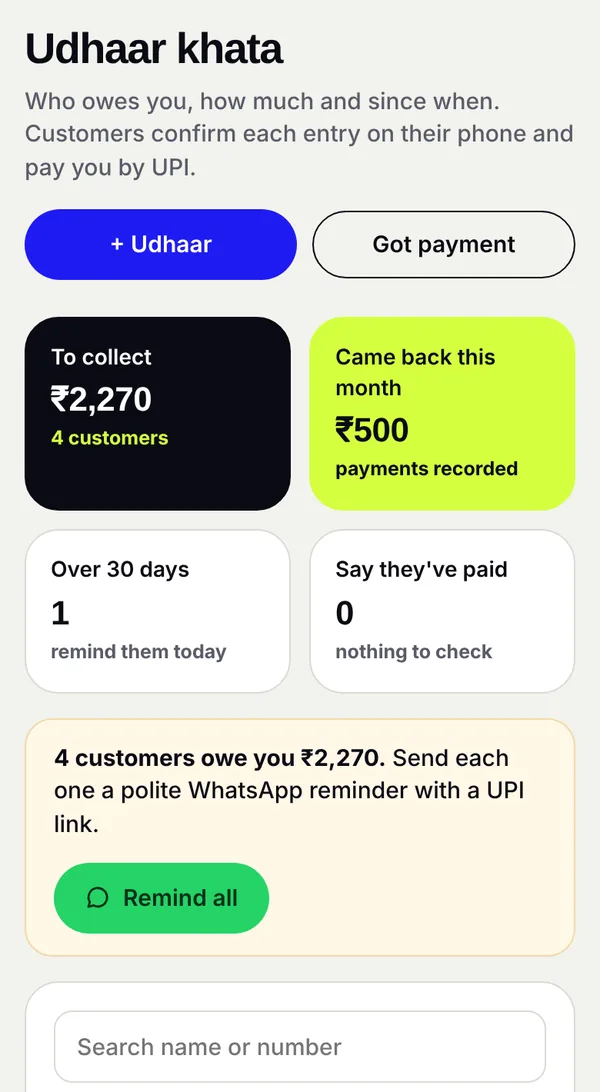 Udhaar khata
Who owes you, how much and since when.
Customers confirm each entry on their phone and
pay you by UPI.
+ Udhaar
Got payment
To collect
₹2,270
4 customers
Came back this
month
₹500
payments recorded
Over 30 days
1
remind them today
Say they've paid
0
nothing to check
4 customers owe you ₹2,270. Send each
one a polite WhatsApp reminder with a UPI
link.
Remind all
Search name or number